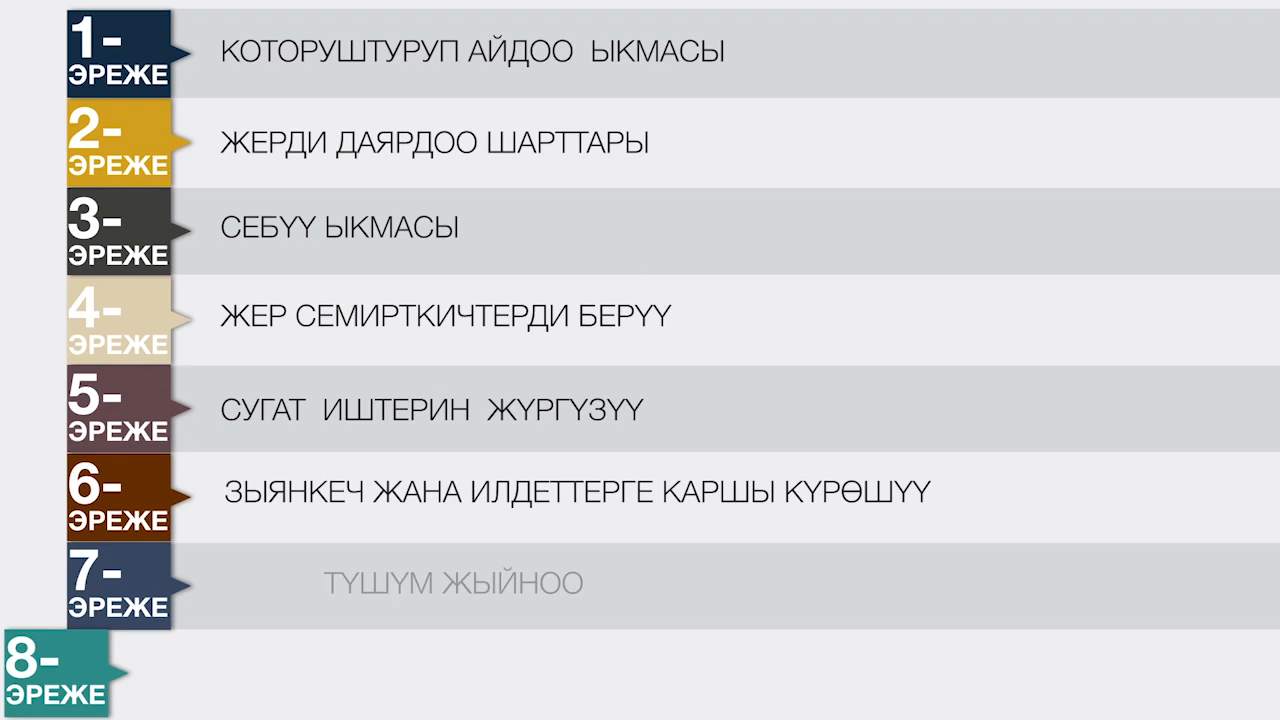 1-
ЭРЕЖЕ
КОТОРУШТУРУП АЙДОО ЫКМАСЫ
2-
ЭРЕЖЕ
ЖЕРДИ ДАЯРДОО ШАРТТАРЫ
3-
ЭРЕЖЕ
СЕБҮҮ ЫКМАСЫ
4-
ЭРЕЖЕ
ЖЕР СЕМИРТКИЧТЕРДИ БЕРҮҮ
5-
ЭРЕЖЕ
СУГАТ ИШТЕРИН ЖҮРГҮЗҮҮ
6-
ЭРЕЖЕ
ЗЫЯНКЕЧ ЖАНА ИЛДЕТТЕРГЕ КАРШЫ КҮРӨШҮҮ
7-
ЭРЕЖЕ
ТҮШҮМ ЖЫЙНОО
8-
ЭРЕЖЕ